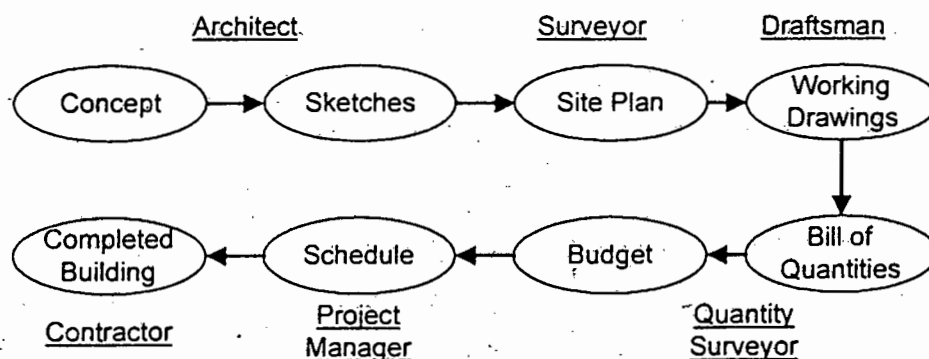 Architect
Surveyor
Draftsman
Concept
Sketches
Site Plan
Working
Drawings
Completed
Building
Schedule
Budget
Bill of
Quantities
Contractor
Project
Manager
Quantity
Surveyor